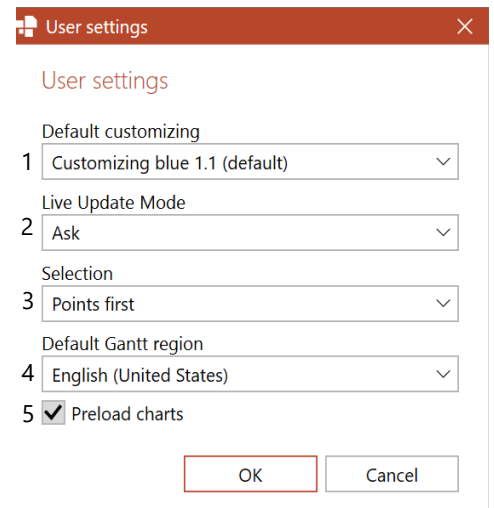 User settings
User settings
Default customizing
1 Customizing blue 1.1 (default)
Live Update Mode
2 Ask
Selection
3 Points first
Default Gantt region
4 English (United States)
5 Preload charts
OK Cancel